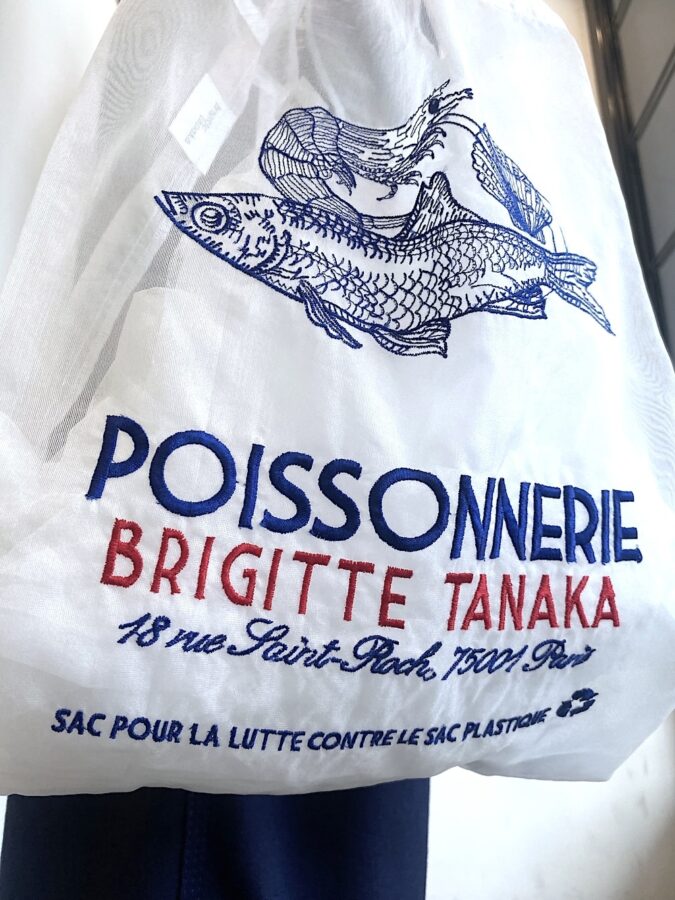 POISSONNERIE
BRIGITTE TANAKA
18 rue Saint-Roch, 75001 Paris
SAC POUR LA LUTTE CONTRE LE SAC PLASTIQUE